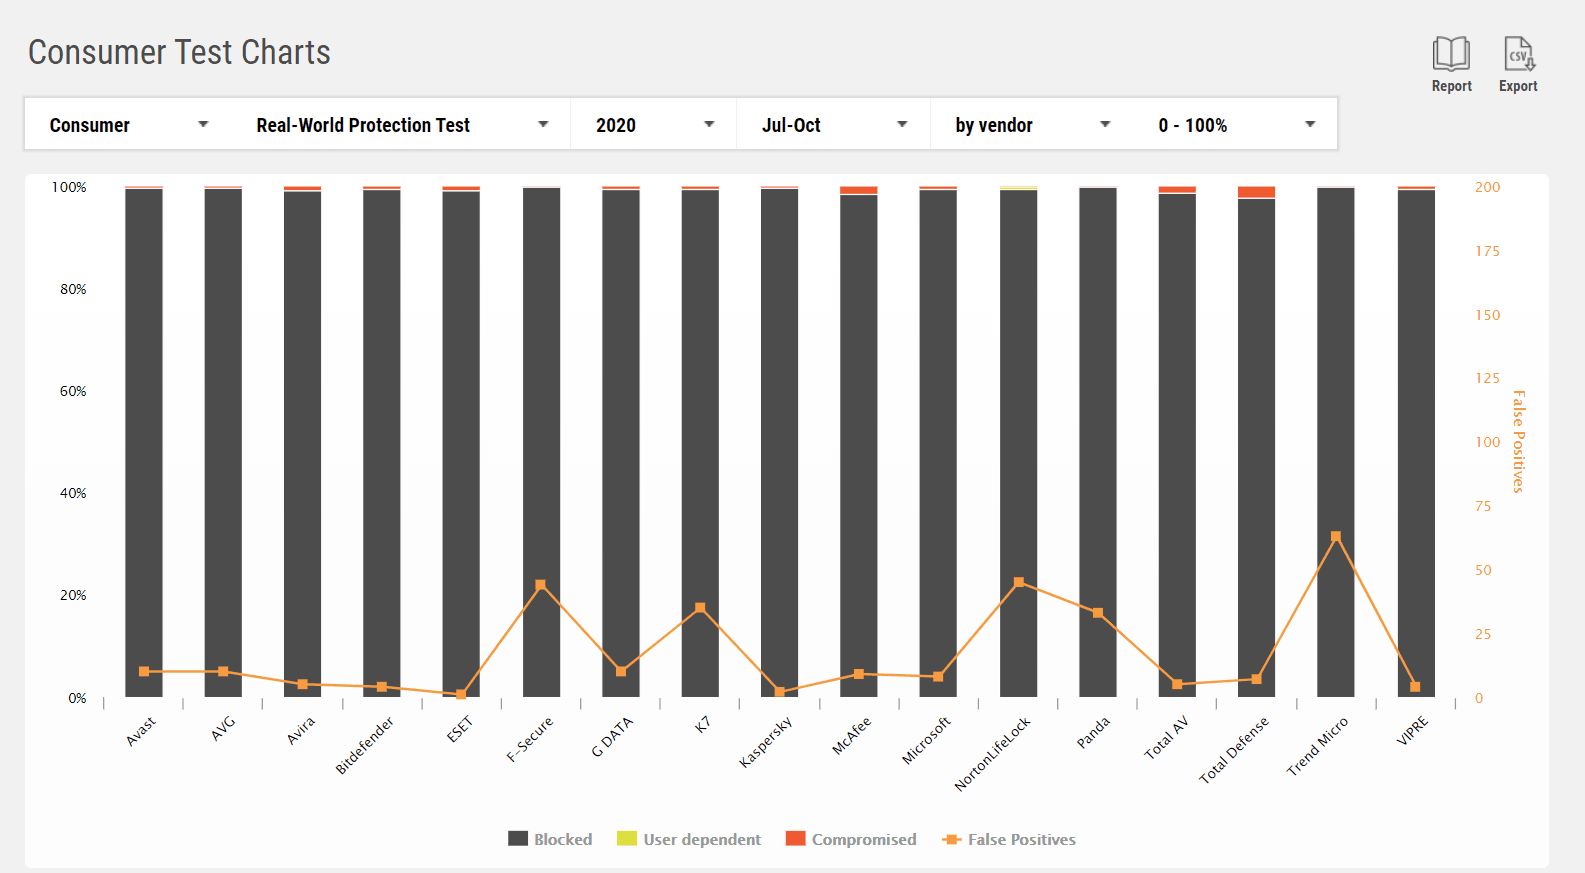 Consumer Test Charts
Report
Export
CSV
Consumer
Real-World Protection Test
2020
Jul-Oct
by vendor
0 - 100%
100%
80%
60%
40%
20%
0%
200
175
150
125
100
75
50
25
0
False Positives
Avast
AVG
Avira
Bitdefender
ESET
F-Secure
G DATA
K7
Kaspersky
McAfee
Microsoft
NortonLifeLock
Panda
Total AV
Total Defense
Trend Micro
VIPRE
Blocked
User dependent
Compromised
False Positives